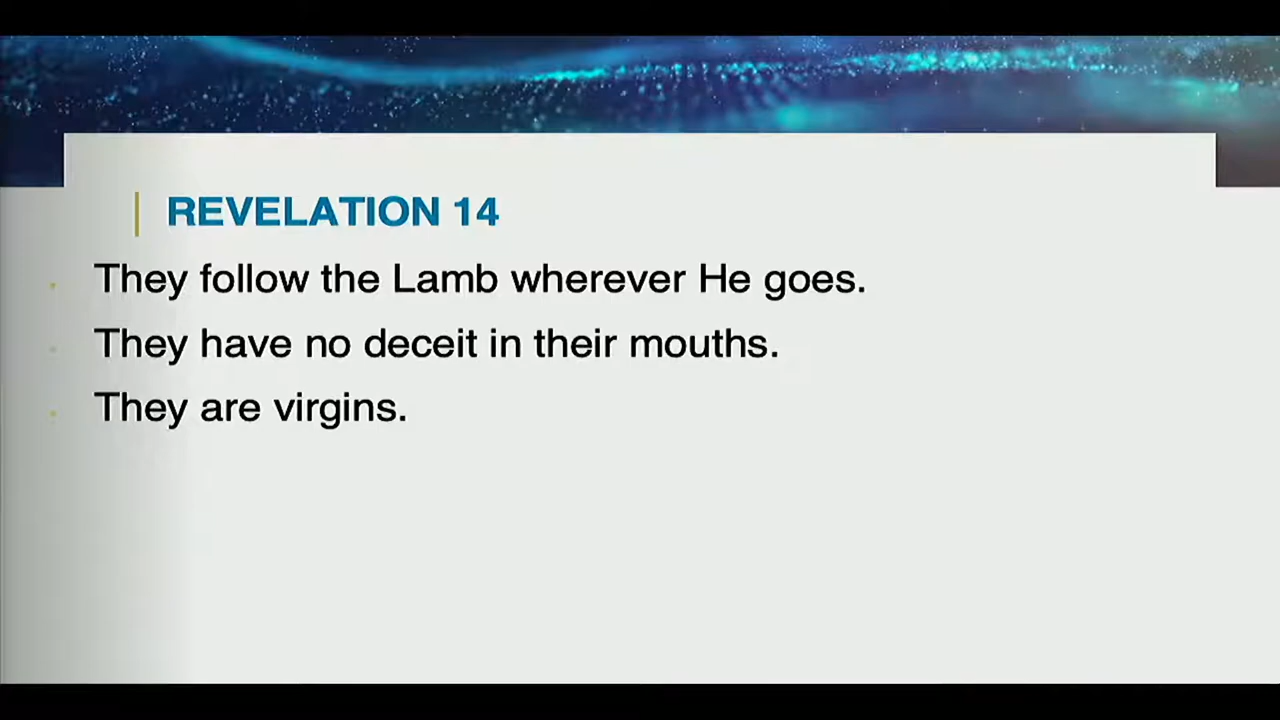 REVELATION 14
They follow the Lamb wherever He goes.
They have no deceit in their mouths.
They are virgins.